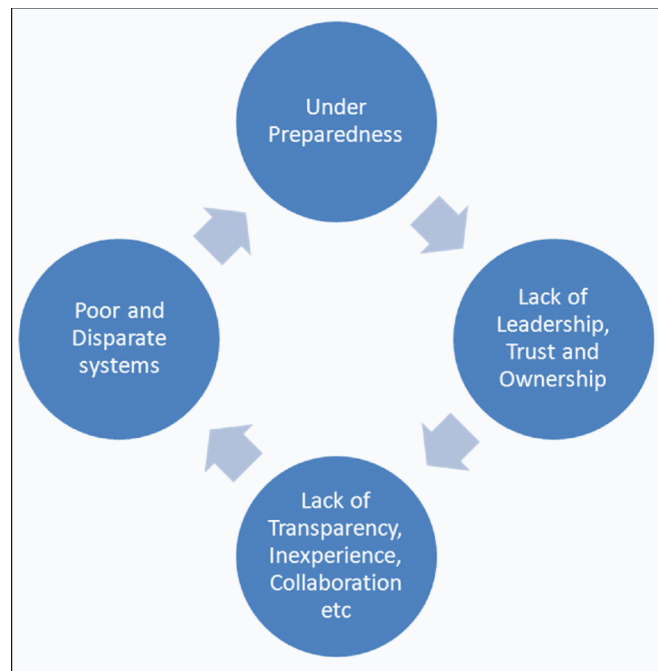 Under
Preparedness
Lack of
Leadership,
Trust and
Ownership
Lack of
Transparency,
Inexperience,
Collaboration
etc
Poor and
Disparate
systems